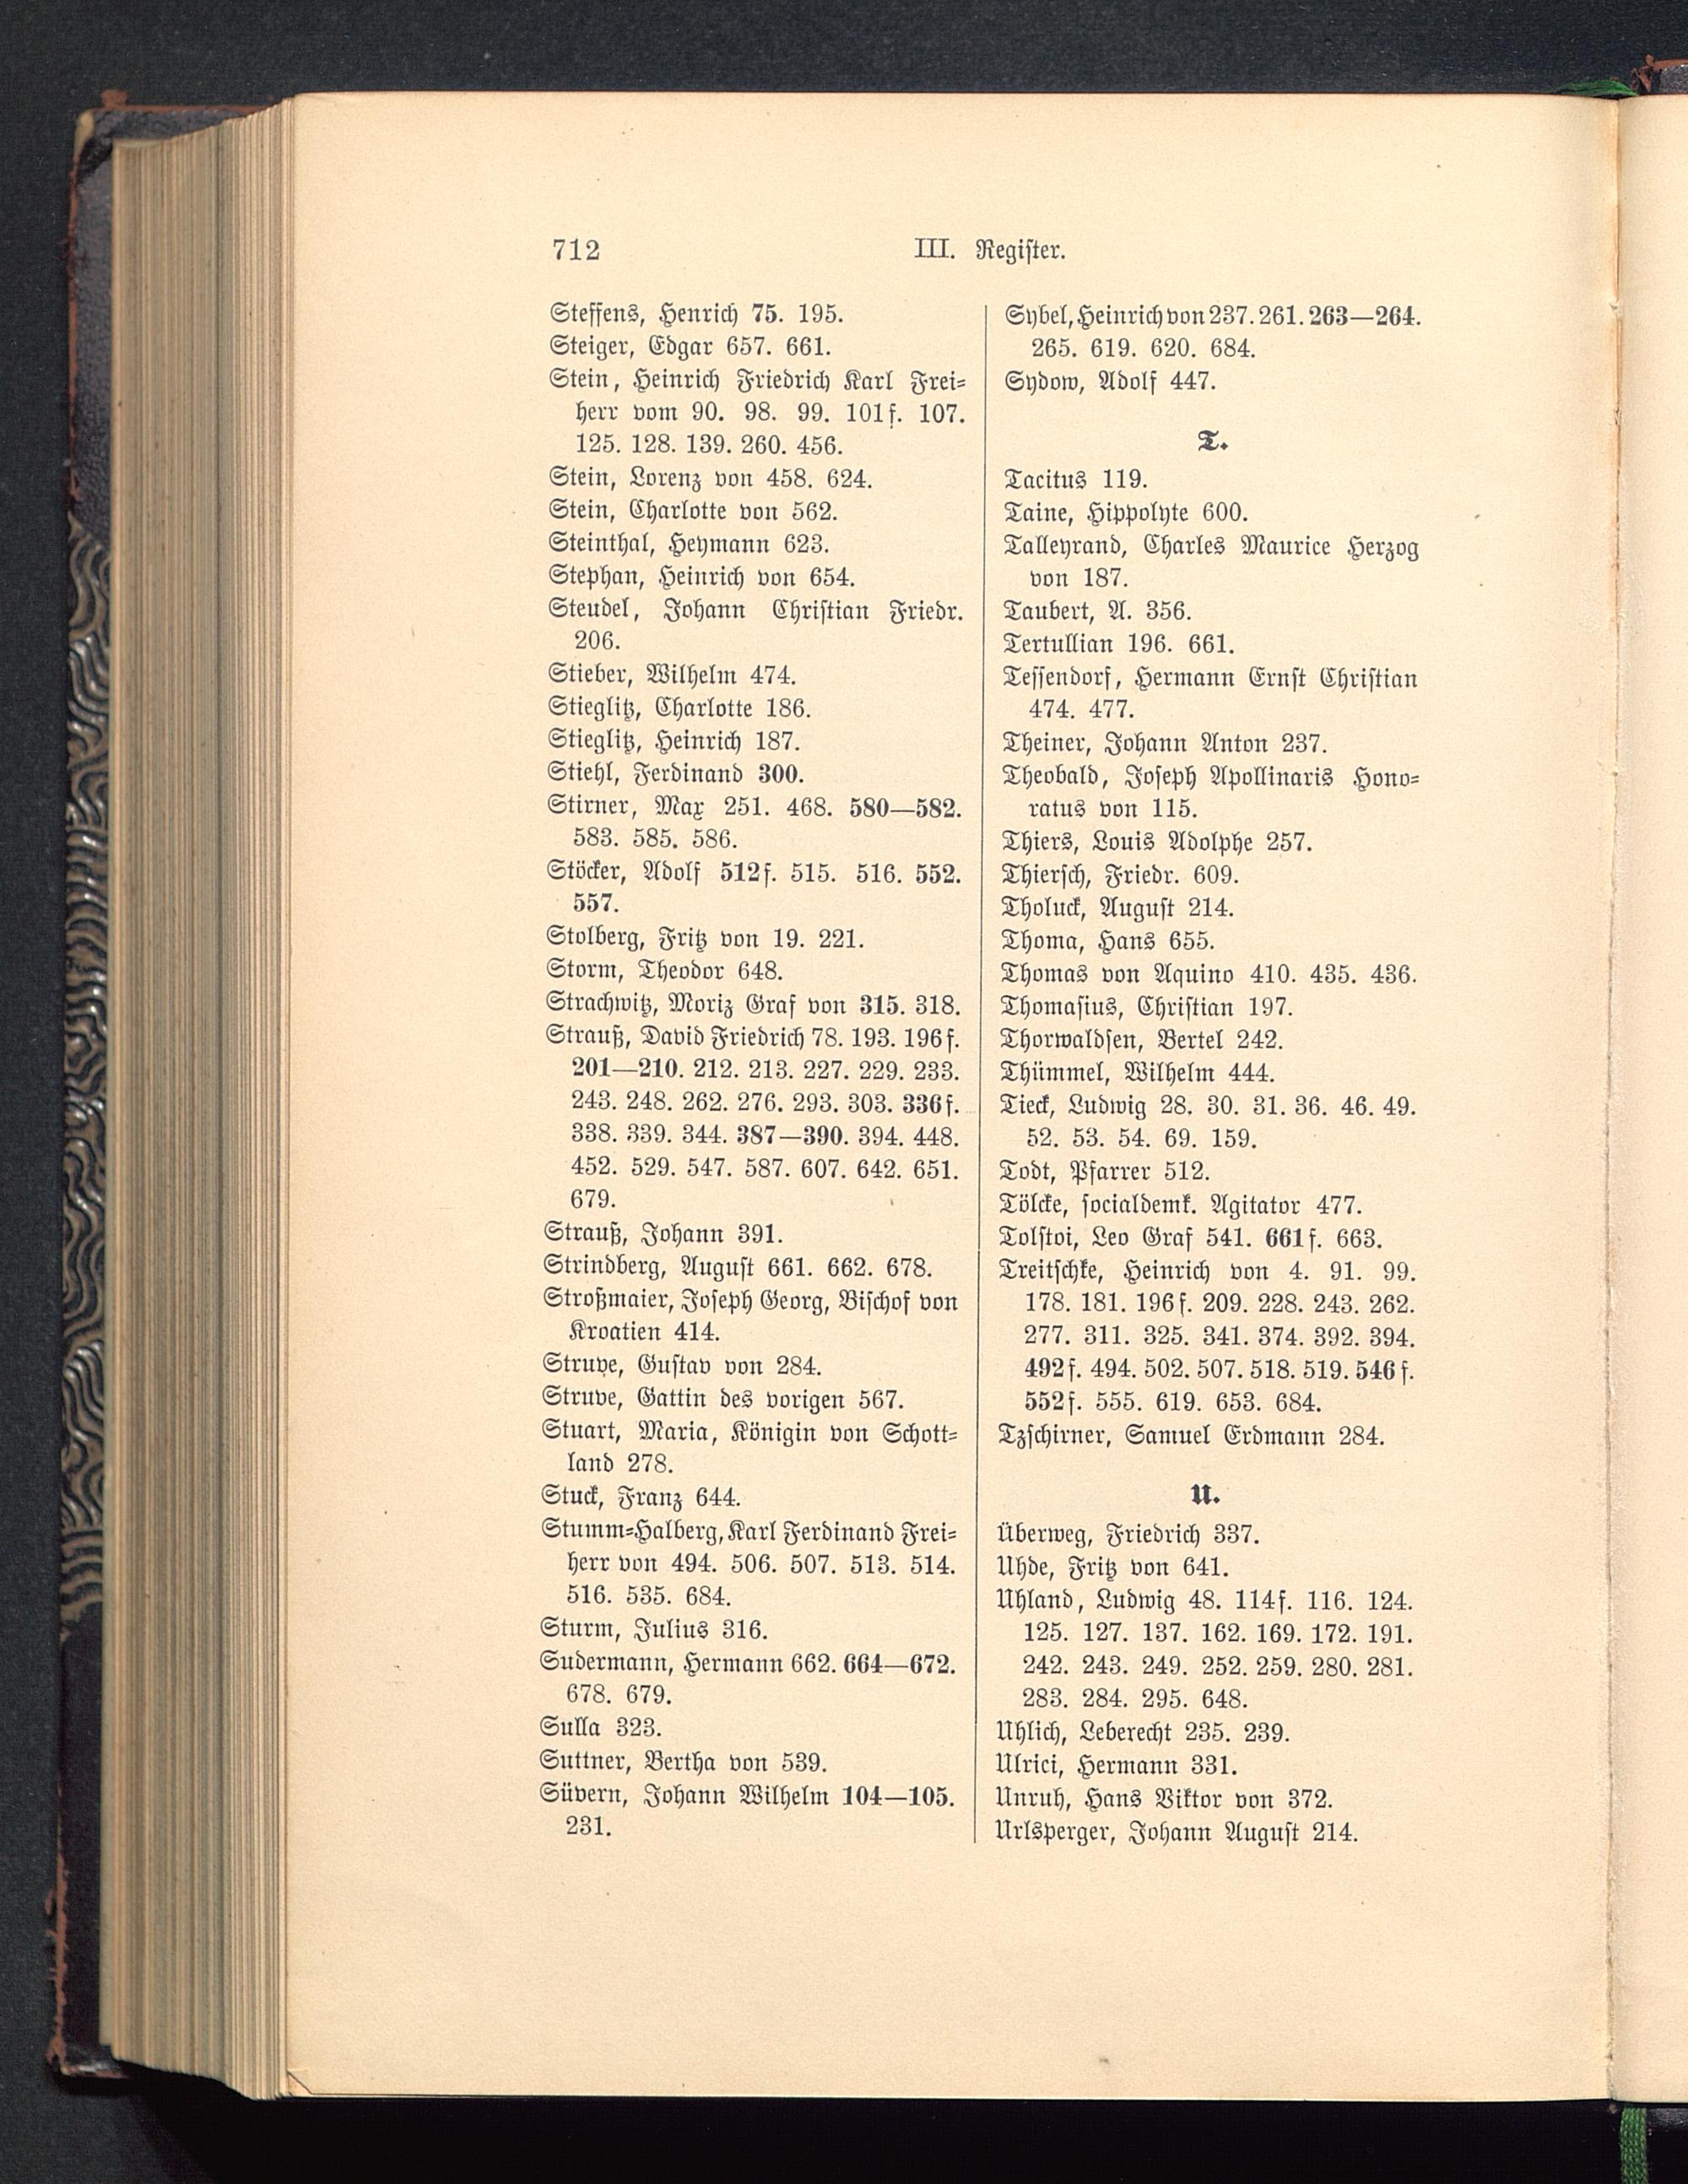 712
III. Register.
Steffens, Henrich 75. 195.
Steiger, Edgar 657. 661.
Stein, Heinrich Friedrich Karl Frei=
herr vom 90. 98. 99. 101f. 107.
125. 128. 139. 260. 456.
Stein, Lorenz von 458. 624.
Stein, Charlotte von 562.
Steinthal, Heymann 623.
Stephan, Heinrich von 654.
Steudel, Johann Christian Friedr.
206.
Stieber, Wilhelm 474.
Stieglitz, Charlotte 186.
Stieglitz, Heinrich 187.
Stiehl, Ferdinand 300.
Stirner, Max 251. 468. 580—582.
583. 585. 586.
Stöcker, Adolf 512f. 515. 516. 552.
557.
Stolberg, Fritz von 19. 221.
Storm, Theodor 648.
Strachwitz, Moriz Graf von 315. 318.
Strauß, David Friedrich 78. 193. 196f.
201—210. 212. 213. 227. 229. 233.
243. 248. 262. 276. 293. 303. 336f.
338. 339. 344. 387—390. 394. 448.
452. 529. 547. 587. 607. 642. 651.
679.
Strauß, Johann 391.
Strindberg, August 661. 662. 678.
Stroßmaier, Joseph Georg, Bischof von
Kroatien 414.
Struve, Gustav von 284.
Struve, Gattin des vorigen 567.
Stuart, Maria, Königin von Schott=
land 278.
Stuck, Franz 644.
Stumm=Halberg, Karl Ferdinand Frei=
herr von 494. 506. 507. 513. 514.
516. 535. 684.
Sturm, Julius 316.
Sudermann, Hermann 662. 664—672.
678. 679.
Sulla 323.
Suttner, Bertha von 539.
Süvern, Johann Wilhelm 104—105.
231.
Sybel, Heinrich von 237. 261. 263—264.
265. 619. 620. 684.
Sydow, Adolf 447.
T.
Tacitus 119.
Taine, Hippolyte 600.
Talleyrand, Charles Maurice Herzog
von 187.
Taubert, A. 356.
Tertullian 196. 661.
Tessendorf, Hermann Ernst Christian
474. 477.
Theiner, Johann Anton 237.
Theobald, Joseph Apollinaris Hono=
ratus von 115.
Thiers, Louis Adolphe 257.
Thiersch, Friedr. 609.
Tholuck, August 214.
Thoma, Hans 655.
Thomas von Aquino 410. 435. 436.
Thomasius, Christian 197.
Thorwaldsen, Bertel 242.
Thümmel, Wilhelm 444.
Tieck, Ludwig 28. 30. 31. 36. 46. 49.
52. 53. 54. 69. 159.
Todt, Pfarrer 512.
Tölcke, socialdemk. Agitator 477.
Tolstoi, Leo Graf 541. 661f. 663.
Treitschke, Heinrich von 4. 91. 99.
178. 181. 196f. 209. 228. 243. 262.
277. 311. 325. 341. 374. 392. 394.
492f. 494. 502. 507. 518. 519. 546f.
552f. 555. 619. 653. 684.
Tzschirner, Samuel Erdmann 284.
U.
Überweg, Friedrich 337.
Uhde, Fritz von 641.
Uhland, Ludwig 48. 114f. 116. 124.
125. 127. 137. 162. 169. 172. 191.
242. 243. 249. 252. 259. 280. 281.
283. 284. 295. 648.
Uhlich, Leberecht 235. 239.
Ulrici, Hermann 331.
Unruh, Hans Viktor von 372.
Urlsperger, Johann August 214.